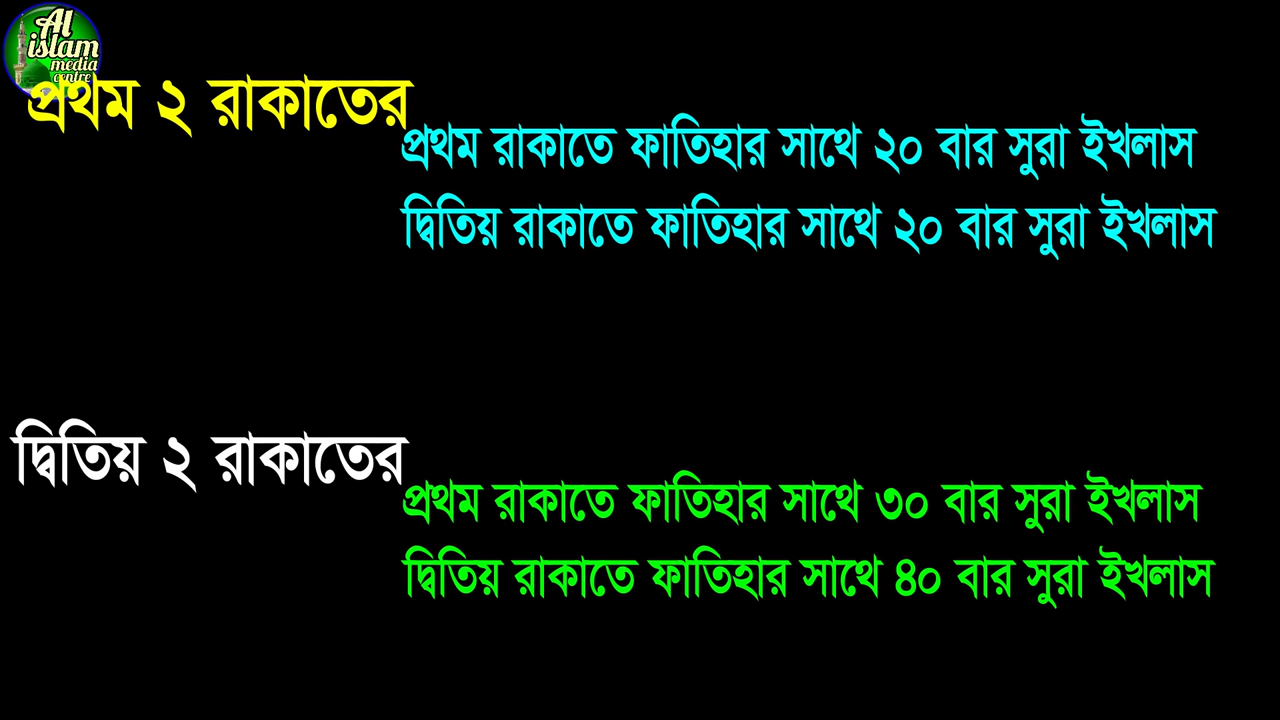 Al
islam
media
centre
প্রথম ২ রাকাতের
প্রথম রাকাতে ফাতিহার সাথে ২০ বার সুরা ইখলাস
দ্বিতিয় রাকাতে ফাতিহার সাথে ২০ বার সুরা ইখলাস
দ্বিতিয় ২ রাকাতের
প্রথম রাকাতে ফাতিহার সাথে ৩০ বার সুরা ইখলাস
দ্বিতিয় রাকাতে ফাতিহার সাথে ৪০ বার সুরা ইখলাস